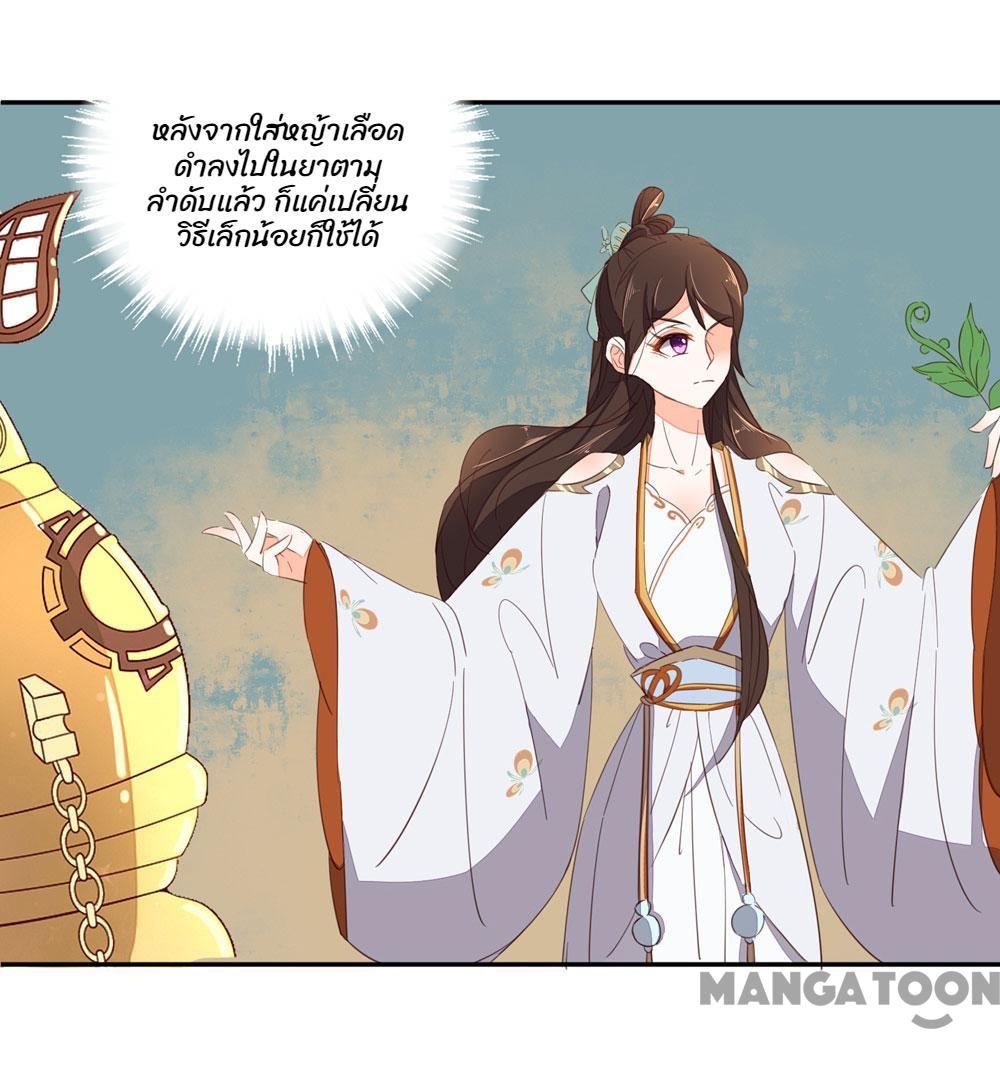 หลังจากใส่หญ้าเลือด
ดำลงไปในยาตาม
ลำดับแล้ว ก็แค่เปลี่ยน
วิธีเล็กน้อยก็ใช้ได้
MANGA TOON